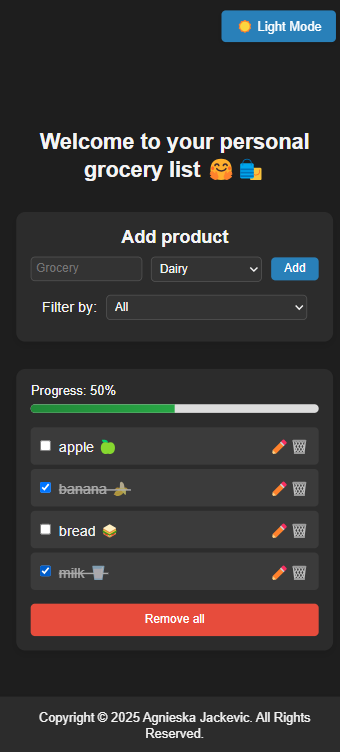 ☀️ Light Mode
Welcome to your personal
grocery list 🤗 🛍️
Add product
Grocery
Dairy
Add
Filter by:
All
Progress: 50%
apple 🍏
banana 🍌
bread 🥪
milk 🥛
Remove all
Copyright © 2025 Agnieska Jackevic. All Rights
Reserved.